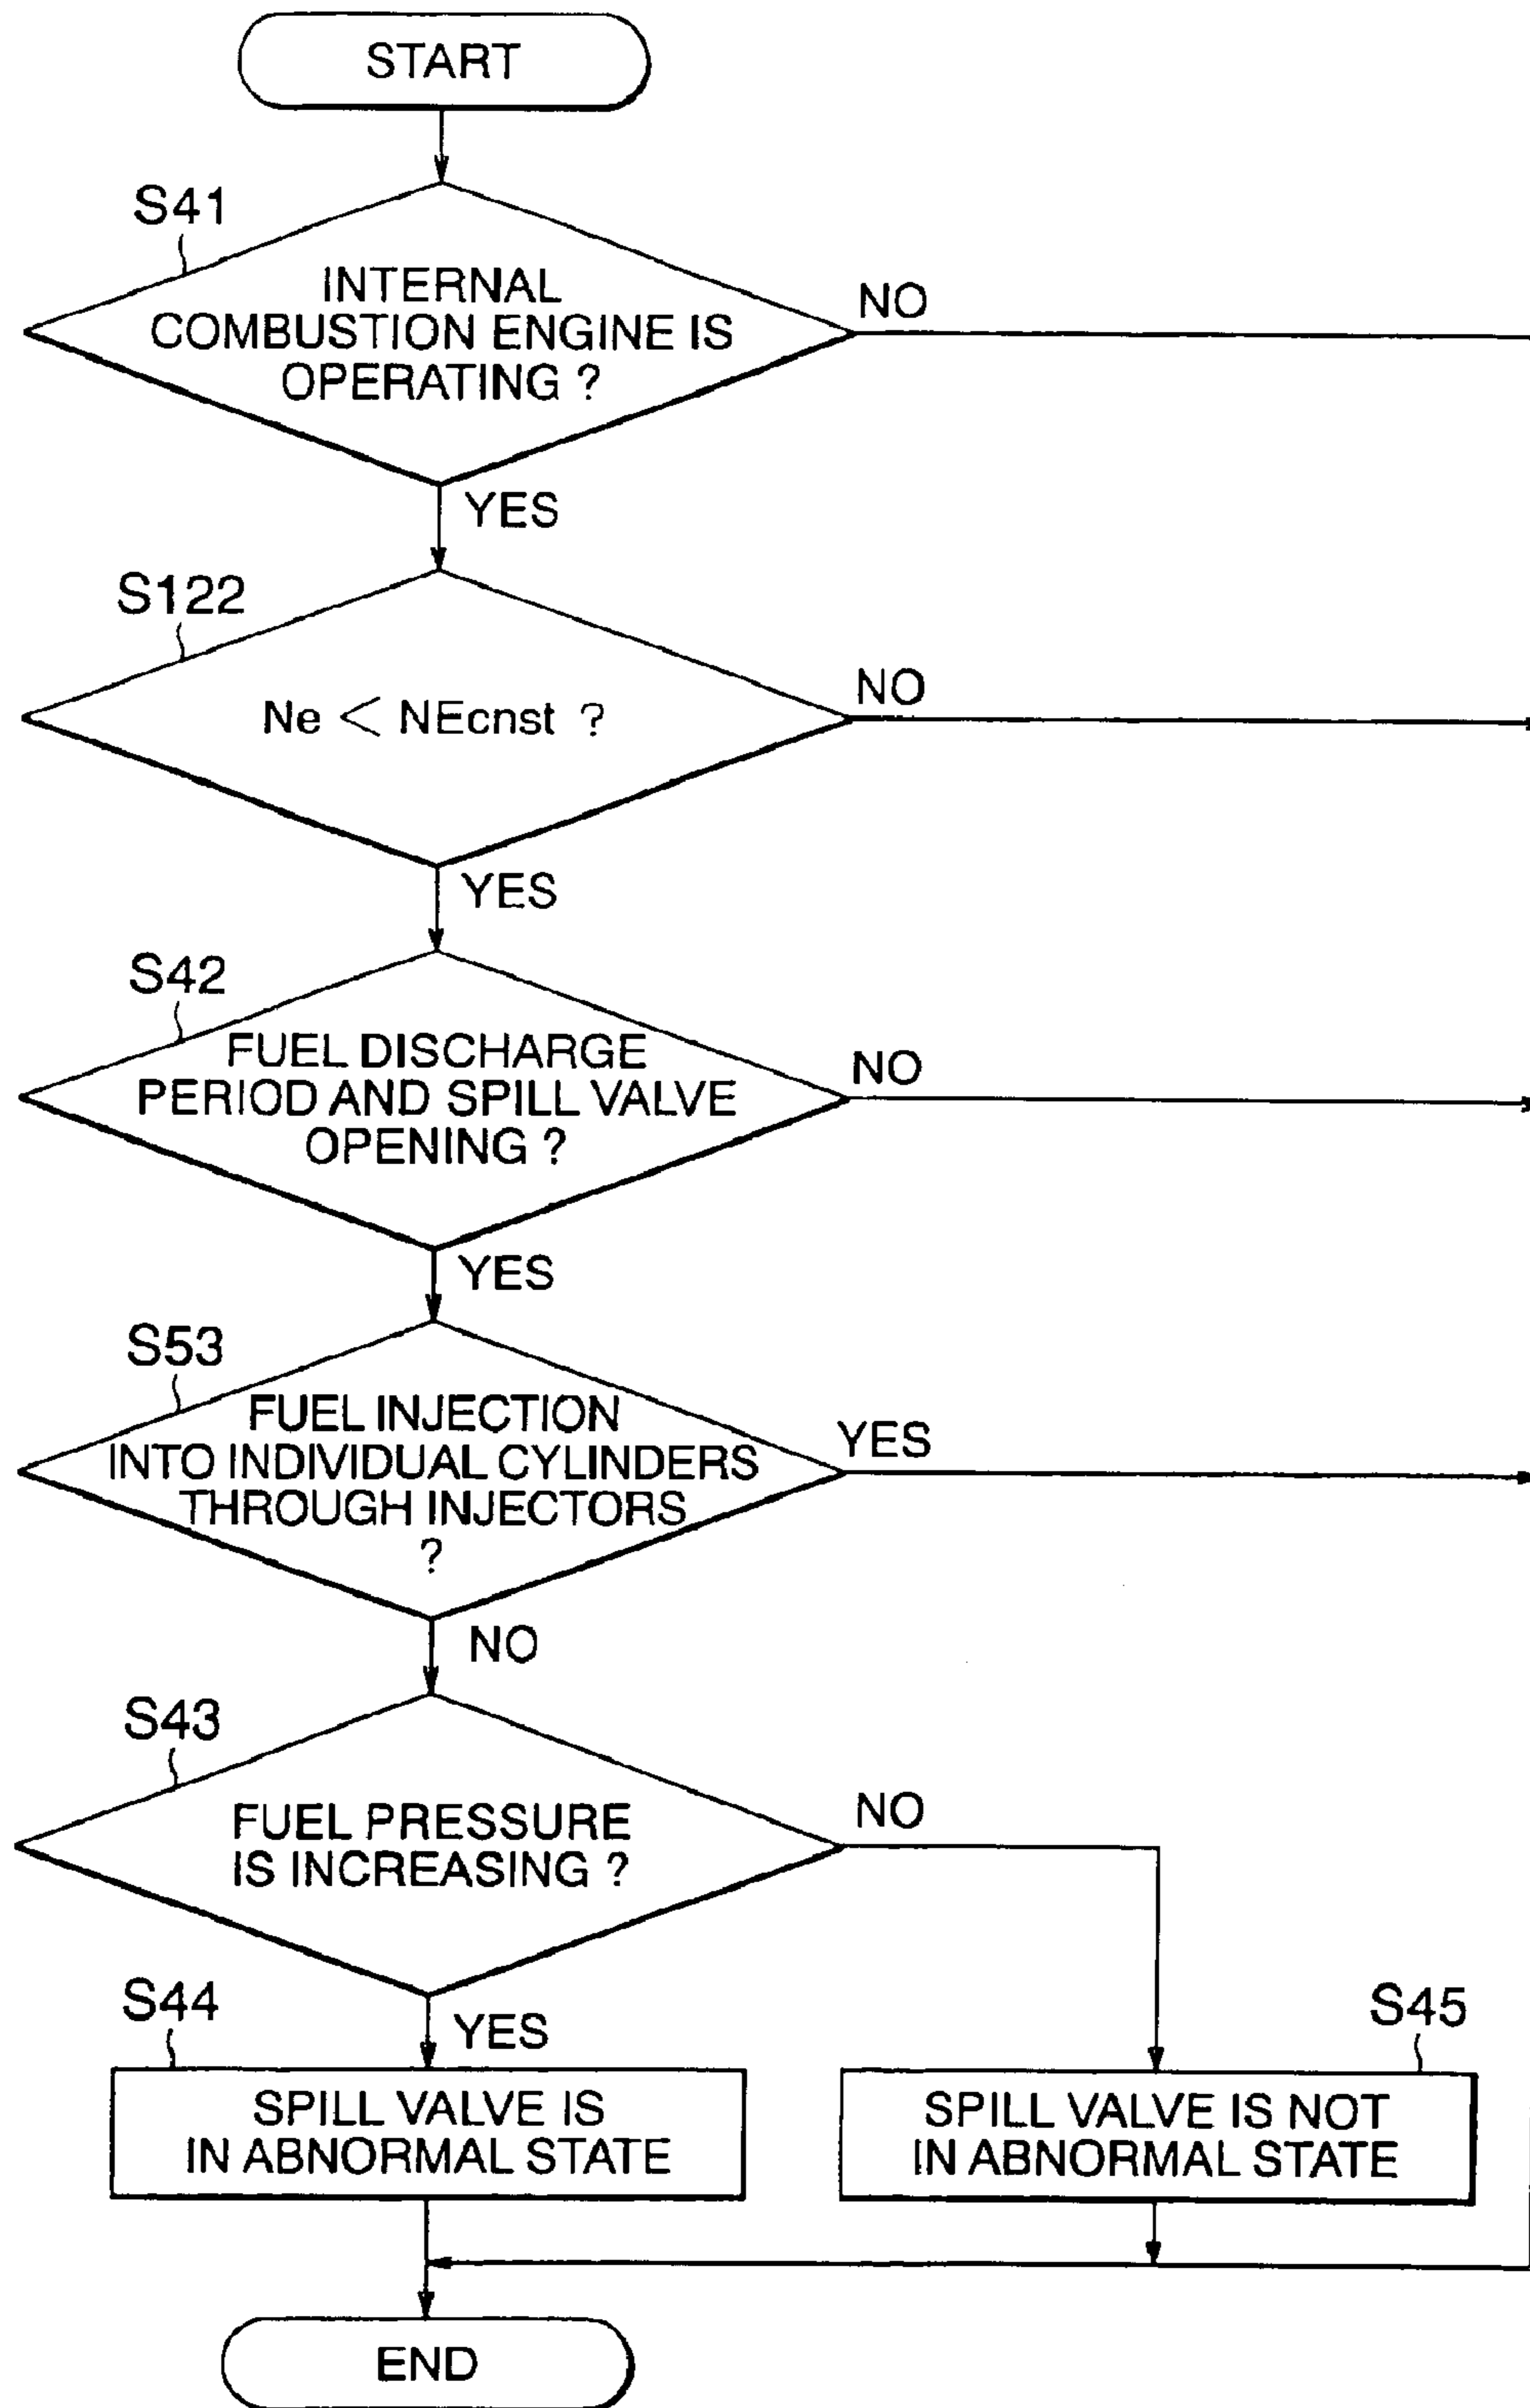 START
S41
INTERNAL
COMBUSTION ENGINE IS
OPERATING ?
NO
YES
S122
Ne < NEcnst ?
NO
YES
S42
FUEL DISCHARGE
PERIOD AND SPILL VALVE
OPENING ?
NO
YES
S53
FUEL INJECTION
INTO INDIVIDUAL CYLINDERS
THROUGH INJECTORS
?
YES
NO
S43
FUEL PRESSURE
IS INCREASING ?
NO
YES
S44
SPILL VALVE IS
IN ABNORMAL STATE
S45
SPILL VALVE IS NOT
IN ABNORMAL STATE
END